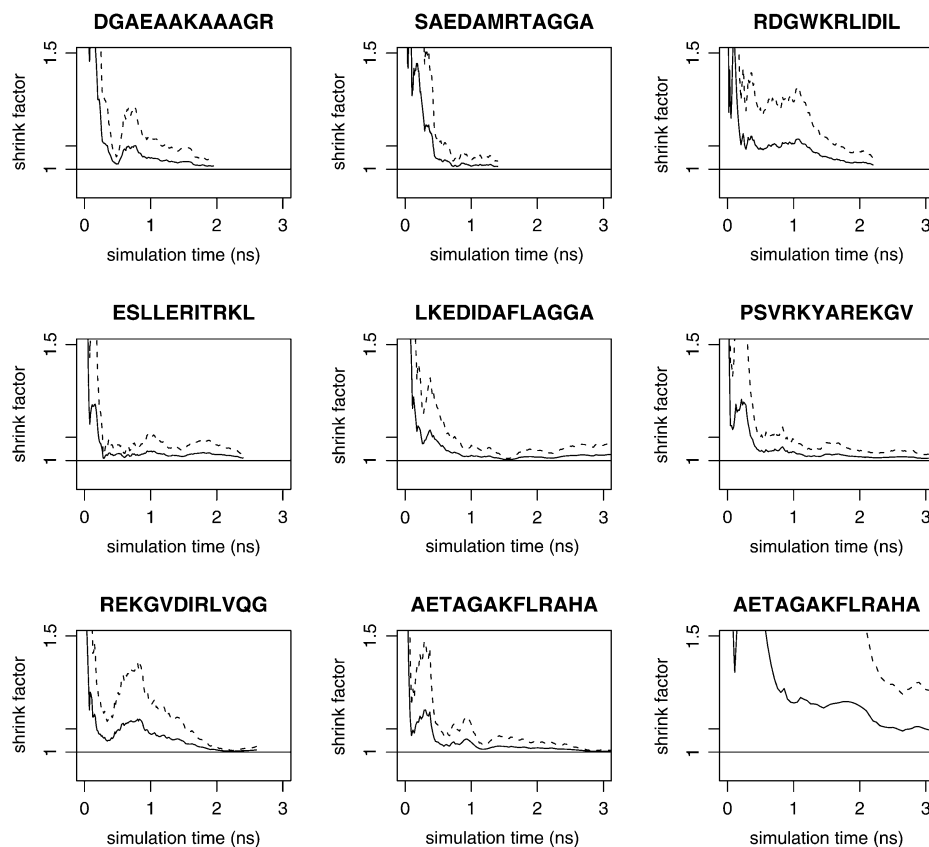 DGAEAAKAAAGR
SAEDAMRTAGGA
RDGWKRLIDIL
shrink factor
1.5
1
shrink factor
1.5
1
shrink factor
1.5
1
0 1 2 3
0 1 2 3
0 1 2 3
simulation time (ns)
simulation time (ns)
simulation time (ns)
ESLLERITRKL
LKEDIDAFLAGGA
PSVRKYAREKGV
shrink factor
1.5
1
shrink factor
1.5
1
shrink factor
1.5
1
0 1 2 3
0 1 2 3
0 1 2 3
simulation time (ns)
simulation time (ns)
simulation time (ns)
REKGVDIRLVQG
AETAGAKFLRAHA
AETAGAKFLRAHA
shrink factor
1.5
1
shrink factor
1.5
1
shrink factor
1.5
1
0 1 2 3
0 1 2 3
0 1 2 3
simulation time (ns)
simulation time (ns)
simulation time (ns)